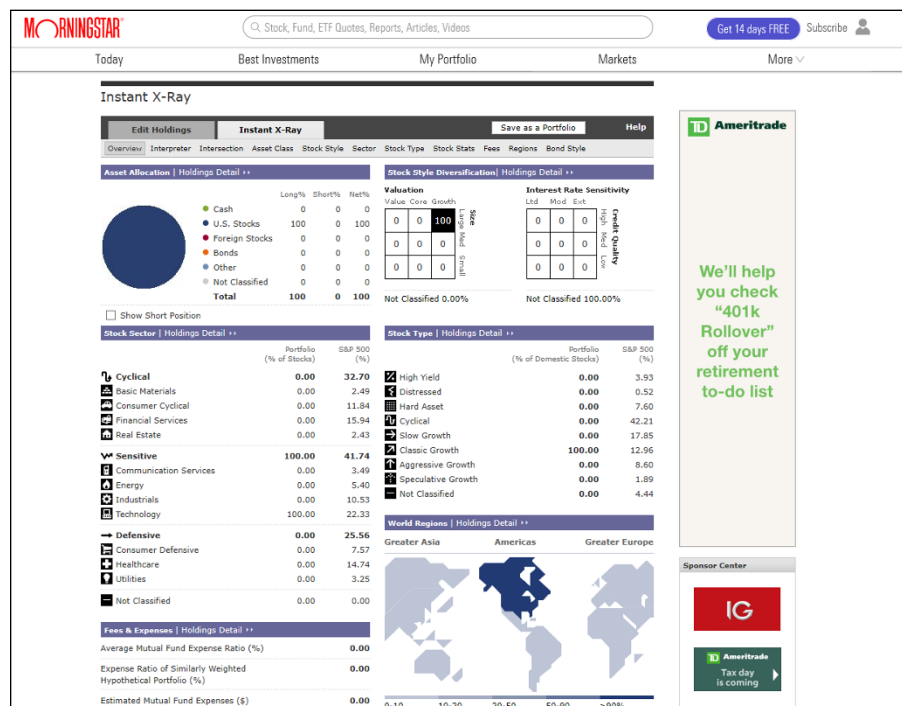 MORNINGSTAR®
Stock, Fund, ETF Quotes, Reports, Articles, Videos
Get 14 days FREE
Subscribe
Today Best Investments My Portfolio Markets More
Instant X-Ray
Edit Holdings Instant X-Ray Save as a Portfolio Help
Overview Interpreter Intersection Asset Class Stock Style Sector Stock Type Stock Stats Fees Regions Bond Style
Asset Allocation | Holdings Detail
Long% Short% Net%
Cash 0 0 0
U.S. Stocks 100 0 100
Foreign Stocks 0 0 0
Bonds 0 0 0
Other 0 0 0
Not Classified 0 0 0
Total 100 0 100
Show Short Position
Stock Style Diversification| Holdings Detail
Valuation
Value Core Growth
0 0 100
0 0 0
0 0 0
Large Med Small
Size
Not Classified 0.00%
Interest Rate Sensitivity
Ltd Mod Ext
0 0 0
0 0 0
0 0 0
High Med Low
Credit Quality
Not Classified 100.00%
Stock Sector | Holdings Detail
Portfolio S&P 500
(% of Stocks) (%)
Cyclical 0.00 32.70
Basic Materials 0.00 2.49
Consumer Cyclical 0.00 11.84
Financial Services 0.00 15.94
Real Estate 0.00 2.43
Sensitive 100.00 41.74
Communication Services 0.00 3.49
Energy 0.00 5.40
Industrials 0.00 10.53
Technology 100.00 22.33
Defensive 0.00 25.56
Consumer Defensive 0.00 7.57
Healthcare 0.00 14.74
Utilities 0.00 3.25
Not Classified 0.00 0.00
Fees & Expenses | Holdings Detail
Average Mutual Fund Expense Ratio (%) 0.00
Expense Ratio of Similarly Weighted 0.00
Hypothetical Portfolio (%)
Estimated Mutual Fund Expenses ($) 0.00
Stock Type | Holdings Detail
Portfolio S&P 500
(% of Domestic Stocks) (%)
High Yield 0.00 3.93
Distressed 0.00 0.52
Hard Asset 0.00 7.60
Cyclical 0.00 42.21
Slow Growth 0.00 17.85
Classic Growth 100.00 12.96
Aggressive Growth 0.00 8.60
Speculative Growth 0.00 1.89
Not Classified 0.00 4.44
World Regions | Holdings Detail
Greater Asia Americas Greater Europe
0-10 10-20 20-50 50-90 >90%
TD Ameritrade
We'll help
you check
“401k
Rollover”
off your
retirement
to-do list
Sponsor Center
IG
TD Ameritrade
Tax day
is coming